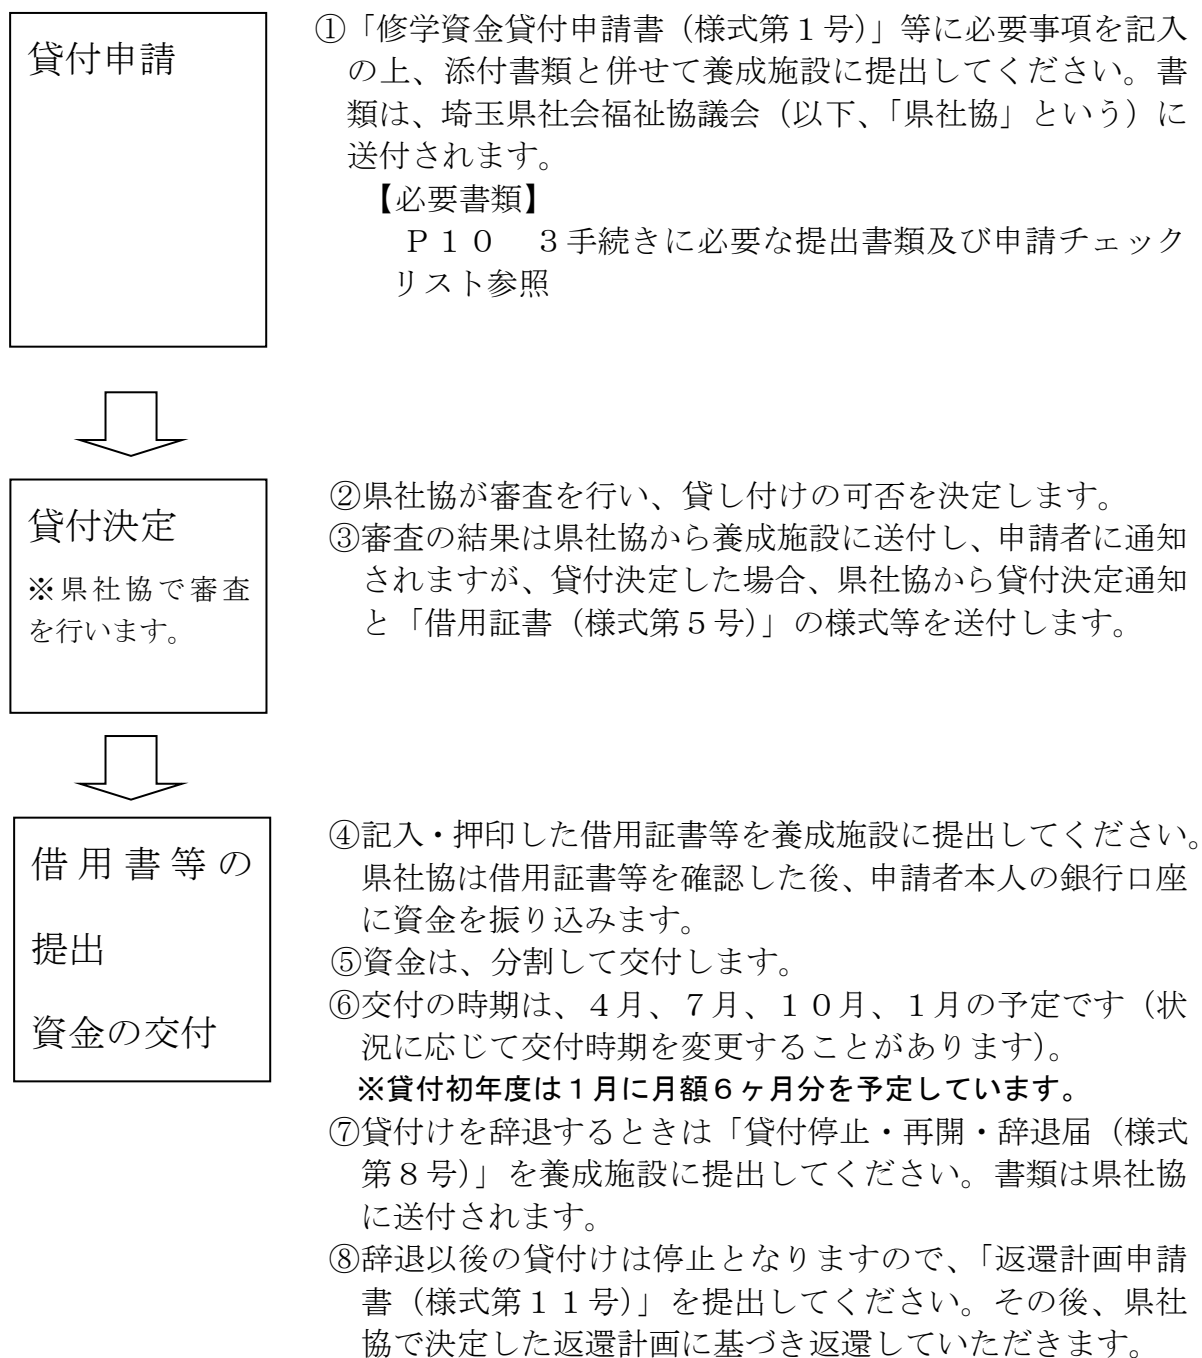 貸付申請
①「修学資金貸付申請書（様式第１号）」等に必要事項を記入
の上、添付書類と併せて養成施設に提出してください。書
類は、埼玉県社会福祉協議会（以下、「県社協」という）に
送付されます。
【必要書類】
Ｐ１０　３手続きに必要な提出書類及び申請チェック
リスト参照
貸付決定
※県社協で審査
を行います。
②県社協が審査を行い、貸し付けの可否を決定します。
③審査の結果は県社協から養成施設に送付し、申請者に通知
されますが、貸付決定した場合、県社協から貸付決定通知
と「借用証書（様式第５号）」の様式等を送付します。
借用書等の
提出
資金の交付
④記入・押印した借用証書等を養成施設に提出してください。
県社協は借用証書等を確認した後、申請者本人の銀行口座
に資金を振り込みます。
⑤資金は、分割して交付します。
⑥交付の時期は、４月、７月、１０月、１月の予定です（状
況に応じて交付時期を変更することがあります）。
※貸付初年度は１月に月額６ヶ月分を予定しています。
⑦貸付けを辞退するときは「貸付停止・再開・辞退届（様式
第８号）」を養成施設に提出してください。書類は県社協
に送付されます。
⑧辞退以後の貸付けは停止となりますので、「返還計画申請
書（様式第１１号）」を提出してください。その後、県社
協で決定した返還計画に基づき返還していただきます。